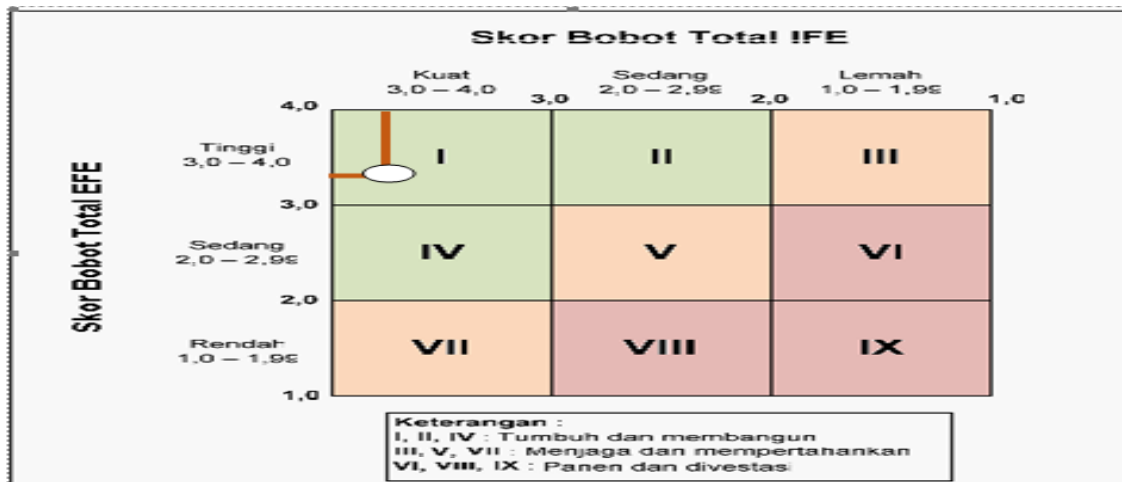 Skor Bobot Total IFE
Kuat
3,0 – 4,0
Sedang
2,0 – 2,99
Lemah
1,0 – 1,99
4,0
3,0
2,0
1,0
Skor Bobot Total EFE
Tinggi
3,0 – 4,0
I
II
III
3,0
Sedang
2,0 – 2,99
IV
V
VI
2,0
Rendah
1,0 – 1,99
VII
VIII
IX
1,0
Keterangan :
I, II, IV : Tumbuh dan membangun
III, V, VII : Menjaga dan mempertahankan
VI, VIII, IX : Panen dan divestasi